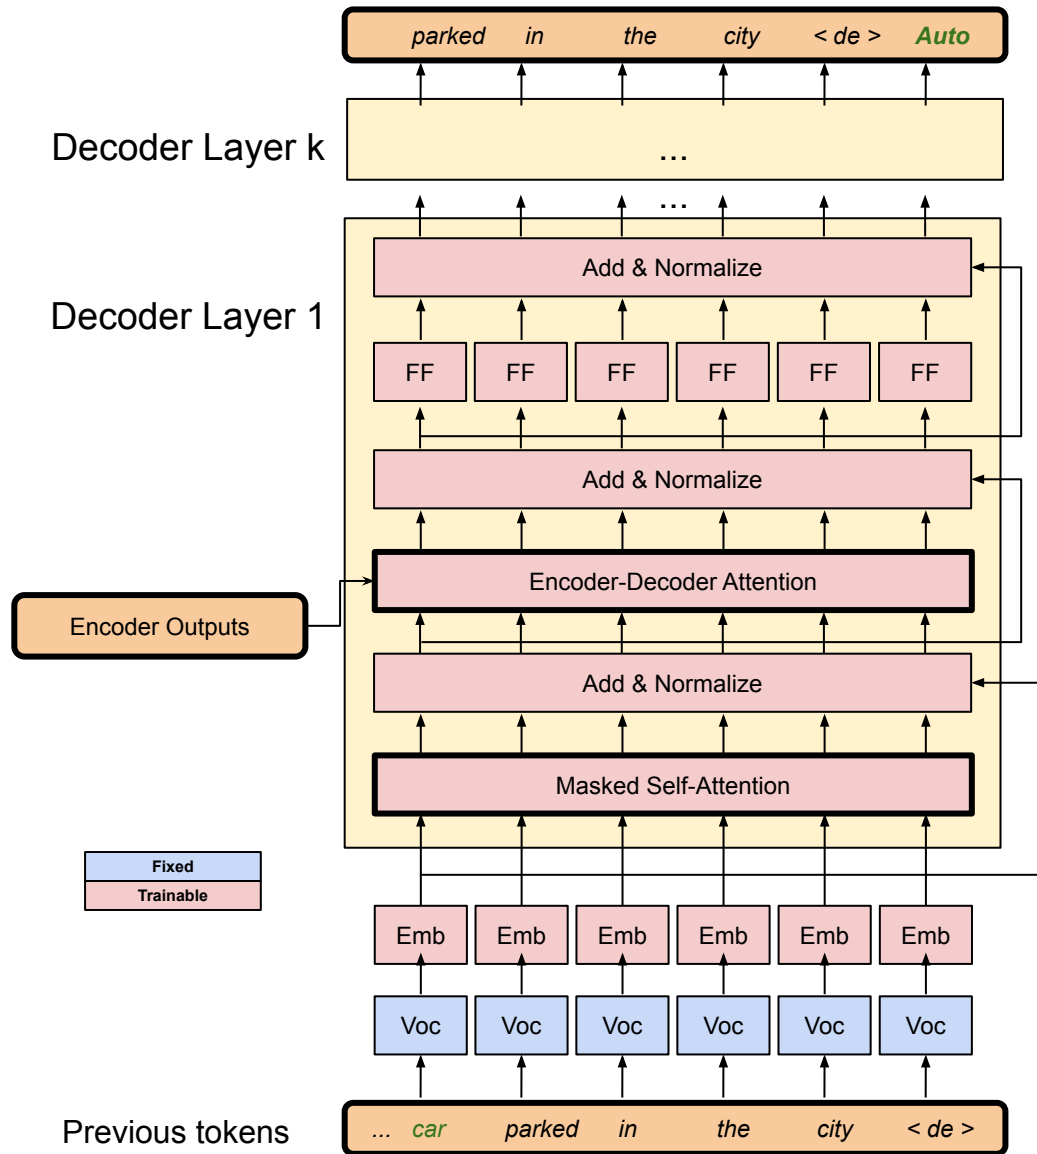 parked in the city < de > Auto
Decoder Layer k
...
...
Add & Normalize
Decoder Layer 1
FF FF FF FF FF FF
Add & Normalize
Encoder-Decoder Attention
Encoder Outputs
Add & Normalize
Masked Self-Attention
Fixed
Trainable
Emb Emb Emb Emb Emb Emb
Voc Voc Voc Voc Voc Voc
Previous tokens
... car parked in the city < de >